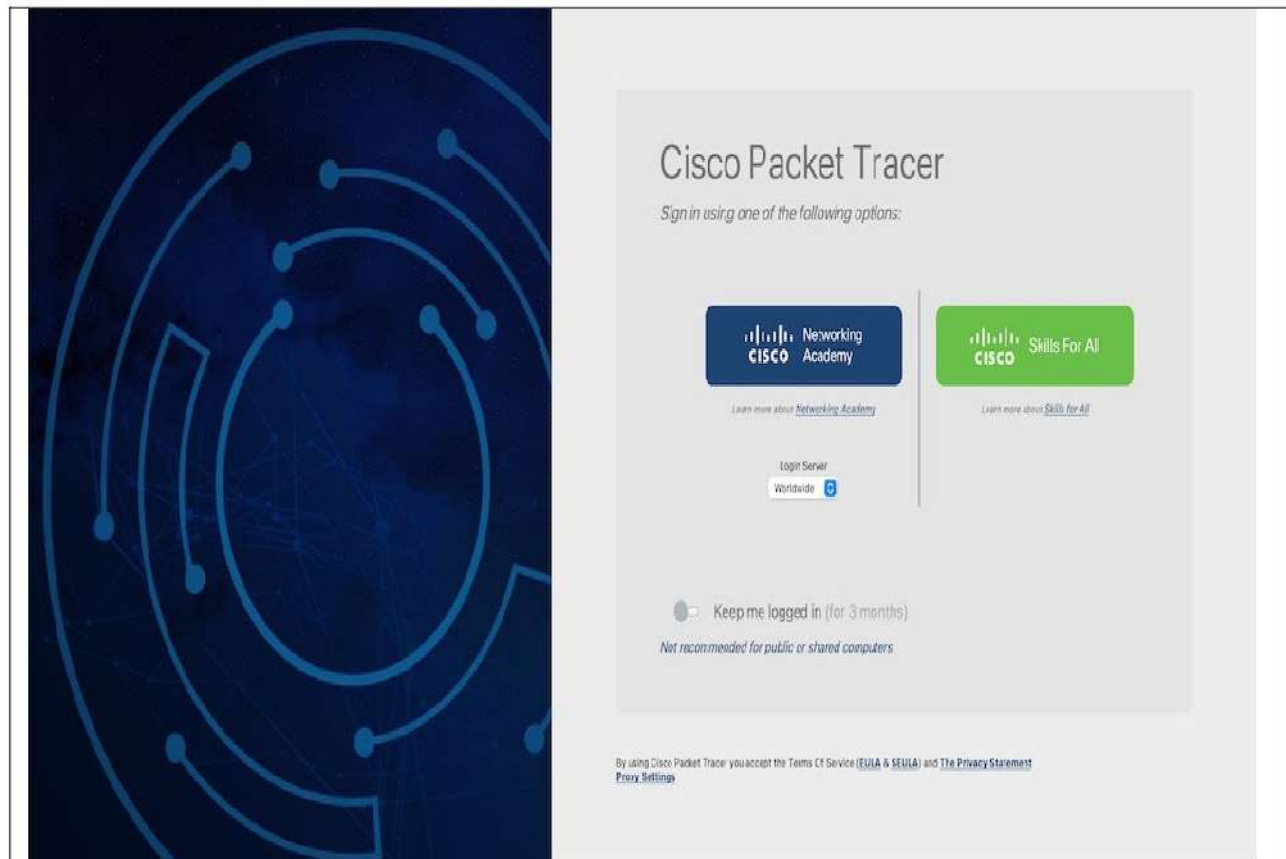 Cisco Packet Tracer
Sign in using one of the following options:
CISCO Networking Academy
CISCO Skills For All
Learn more about Networking Academy
Learn more about Skills for All
Login Server
Worldwide
Keep me logged in (for 3 months)
Not recommended for public or shared computers
By using Cisco Packet Tracer you accept the Terms Of Service (EULA & SEULA) and The Privacy Statement
Proxy Settings